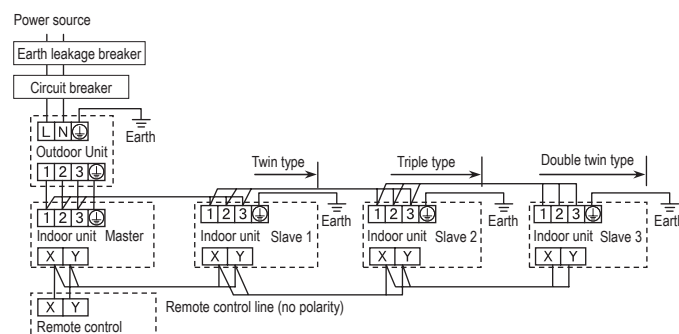 Power source
Earth leakage breaker
Circuit breaker
L N
Earth
Outdoor Unit
1 2 3
Twin type
Triple type
Double twin type
1 2 3
Indoor unit Master
X Y
1 2 3
Earth
Indoor unit Slave 1
X Y
1 2 3
Earth
Indoor unit Slave 2
X Y
1 2 3
Earth
Indoor unit Slave 3
X Y
X Y
Remote control
Remote control line (no polarity)